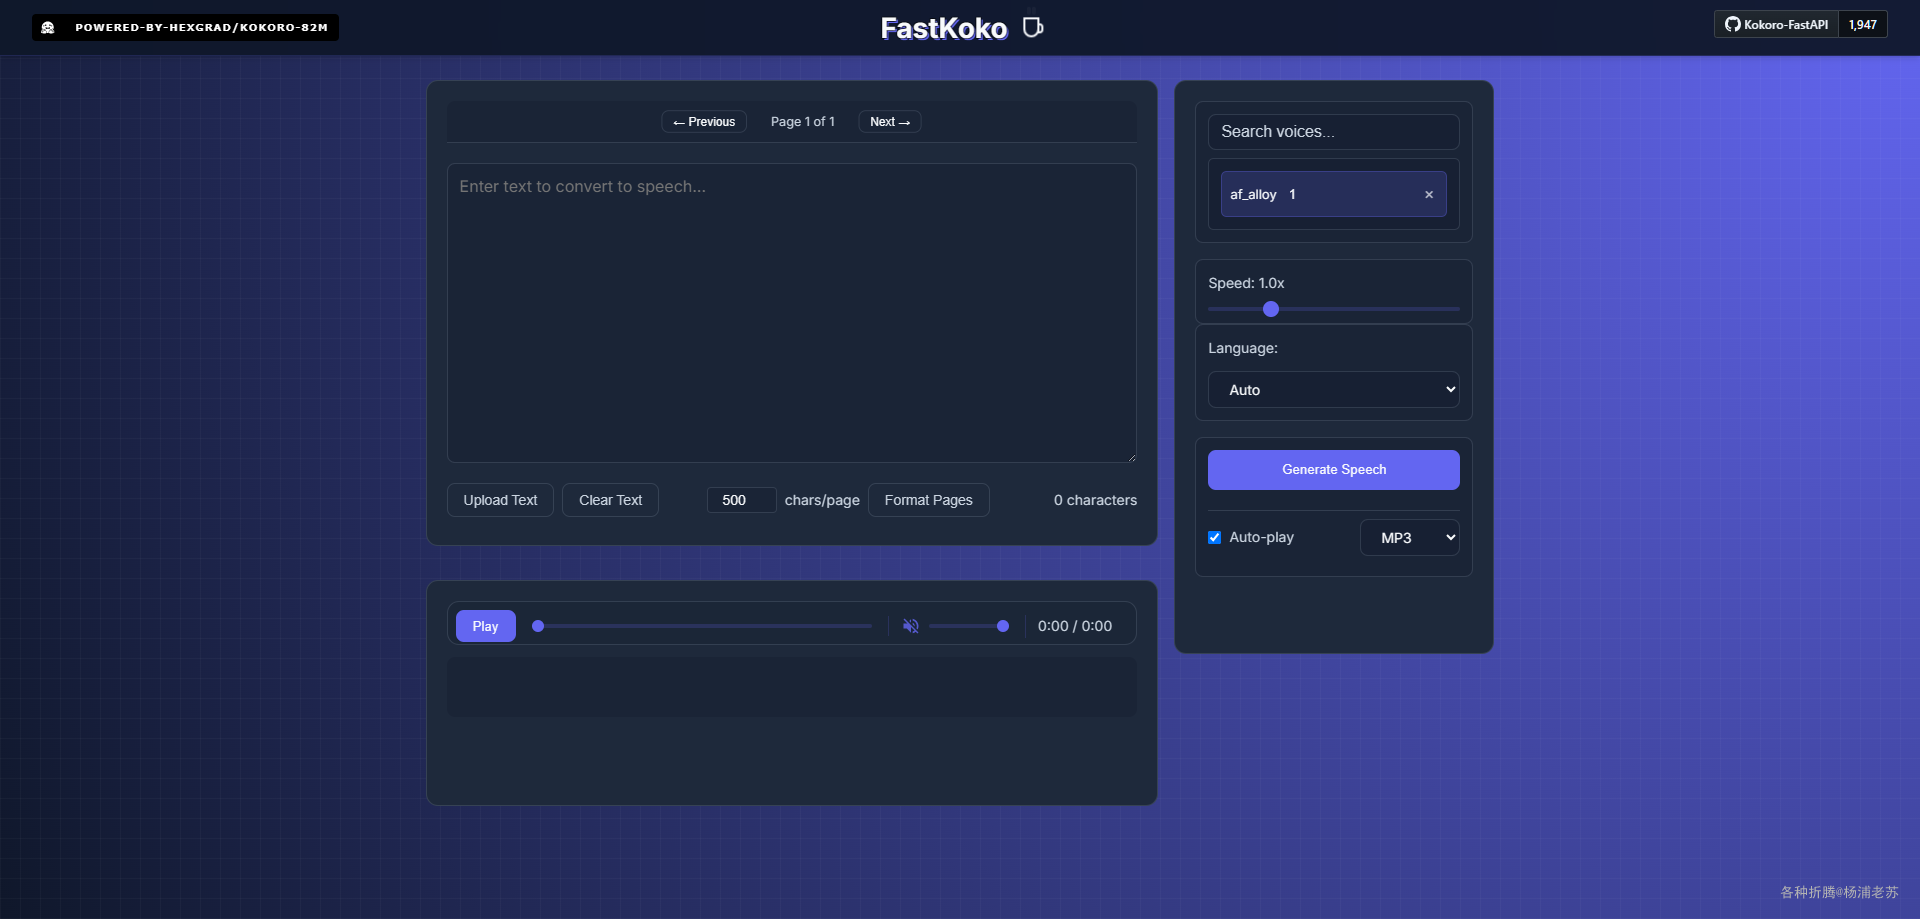 POWERED-BY-HEXGRAD/KOKORO-82M
FastKoko
Kokoro-FastAPI 1,947
← Previous Page 1 of 1 Next →
Enter text to convert to speech...
Upload Text Clear Text 500 chars/page Format Pages 0 characters
Play 0:00 / 0:00
Search voices...
af_alloy 1 ×
Speed: 1.0x
Language:
Auto
Generate Speech
Auto-play MP3
各种折腾@杨浦老苏